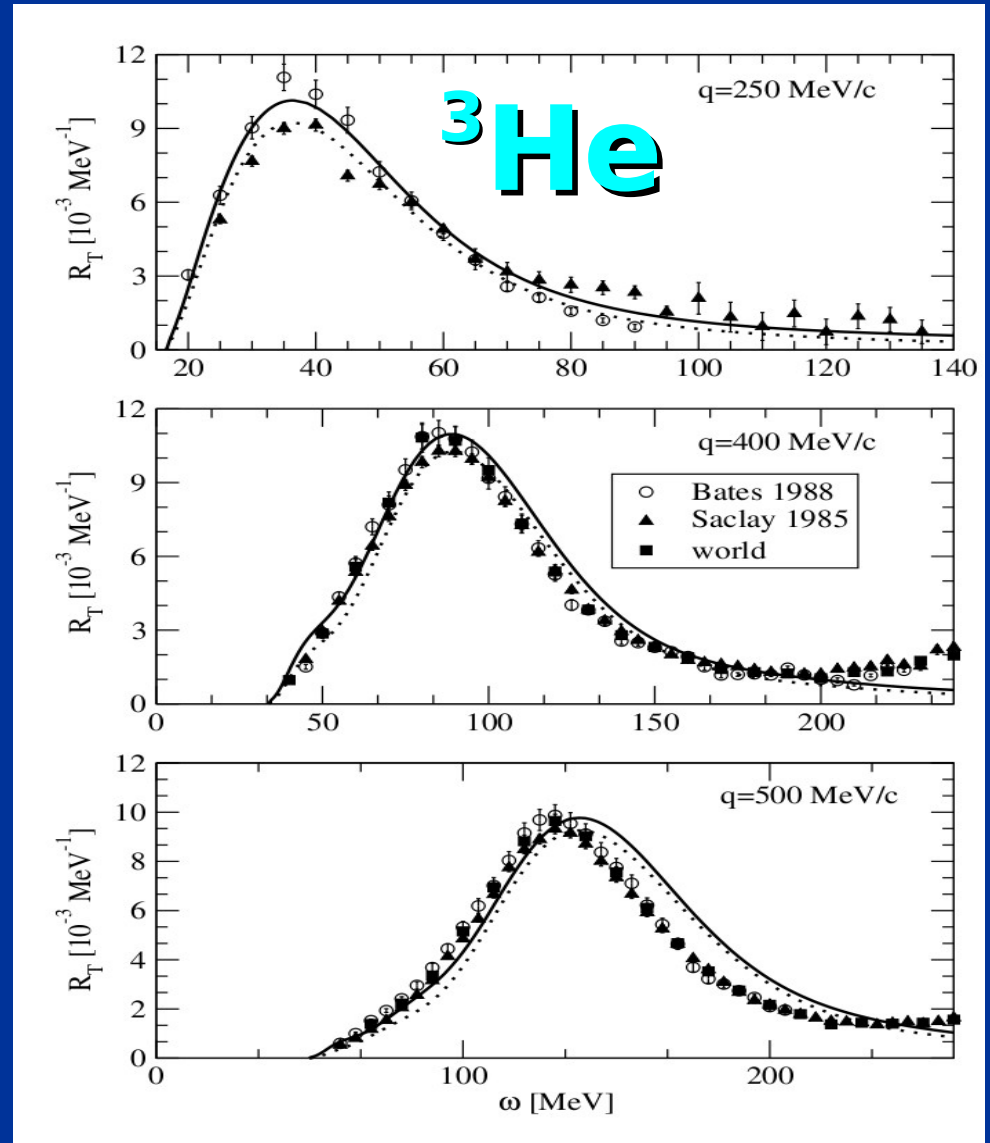 ³He
q=250 MeV/c
R_T [10⁻³ MeV⁻¹]
12
9
6
3
0
20 40 60 80 100 120 140
q=400 MeV/c
R_T [10⁻³ MeV⁻¹]
12
9
6
3
0
0 50 100 150 200
Bates 1988
Saclay 1985
world
q=500 MeV/c
R_T [10⁻³ MeV⁻¹]
12
10
8
6
4
2
0
0 100 200
ω [MeV]